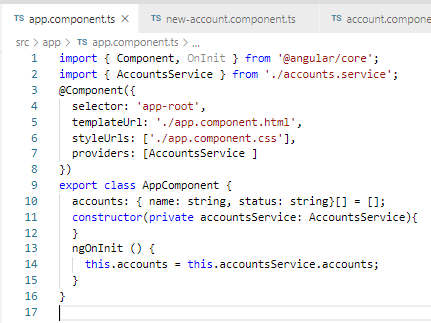 TS app.component.ts × TS new-account.component.ts TS account.compone
src > app > TS app.component.ts > ...
1 import { Component, OnInit } from '@angular/core';
2 import { AccountsService } from './accounts.service';
3 @Component({
4 selector: 'app-root',
5 templateUrl: './app.component.html',
6 styleUrls: ['./app.component.css'],
7 providers: [AccountsService ]
8 })
9 export class AppComponent {
10 accounts: { name: string, status: string}[] = [];
11 constructor(private accountsService: AccountsService){
12 }
13 ngOnInit () {
14 this.accounts = this.accountsService.accounts;
15 }
16 }
17